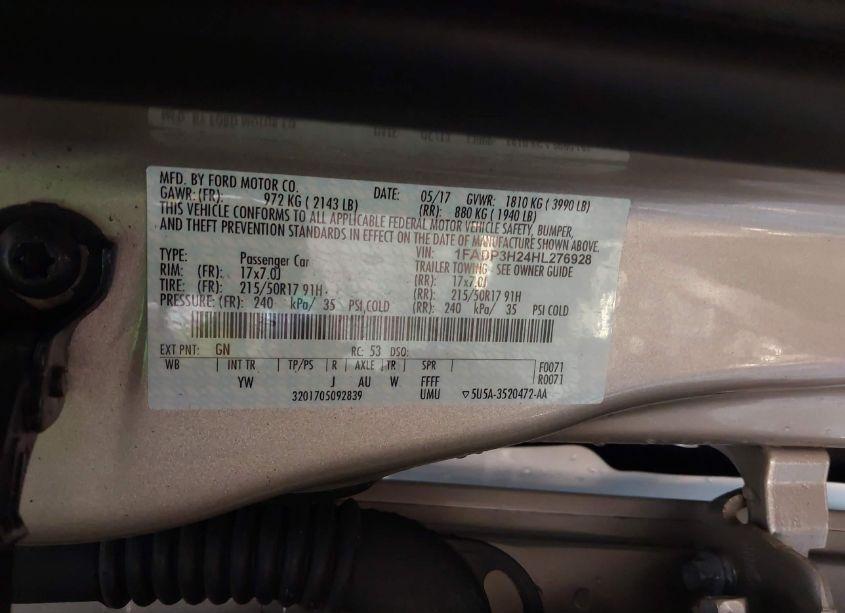 MFD. BY FORD MOTOR CO.
DATE: 05/17 GVWR: 1810 KG ( 3990 LB)
GAWR:(FR): 972 KG ( 2143 LB) (RR): 880 KG ( 1940 LB)
THIS VEHICLE CONFORMS TO ALL APPLICABLE FEDERAL MOTOR VEHICLE SAFETY, BUMPER,
AND THEFT PREVENTION STANDARDS IN EFFECT ON THE DATE OF MANUFACTURE SHOWN ABOVE.
VIN: 1FADP3H24HL276928
TYPE: Passenger Car TRAILER TOWING - SEE OWNER GUIDE
RIM: (FR): 17x7.0J (RR): 17x7.0J
TIRE: (FR): 215/50R17 91H (RR): 215/50R17 91H
PRESSURE: (FR): 240 kPa/ 35 PSI,COLD (RR): 240 kPa/ 35 PSI COLD
EXT PNT: GN RC: 53 DSO:
WB INT TR TP/PS R AXLE TR SPR F0071
YW J AU W FFFF R0071
3201705092839 UMU ▽5U5A-3520472-AA